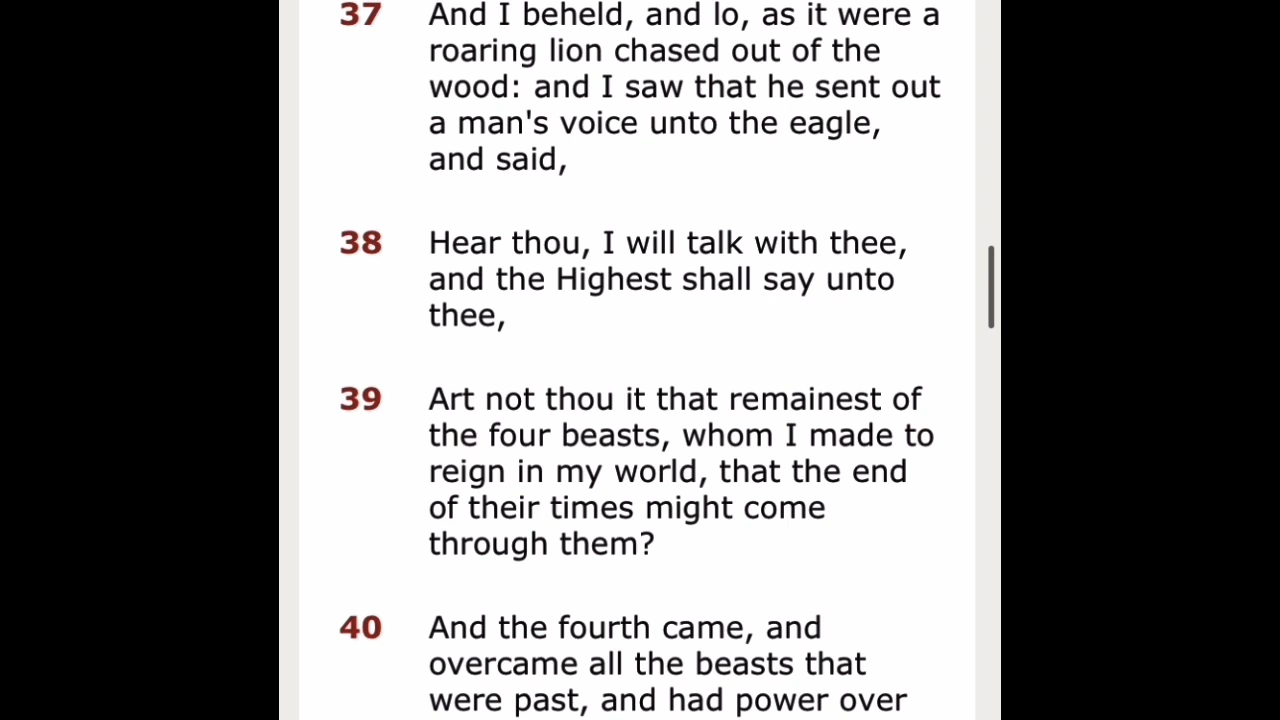 37 And I beheld, and lo, as it were a
roaring lion chased out of the
wood: and I saw that he sent out
a man's voice unto the eagle,
and said,
38 Hear thou, I will talk with thee,
and the Highest shall say unto
thee,
39 Art not thou it that remainest of
the four beasts, whom I made to
reign in my world, that the end
of their times might come
through them?
40 And the fourth came, and
overcame all the beasts that
were past, and had power over